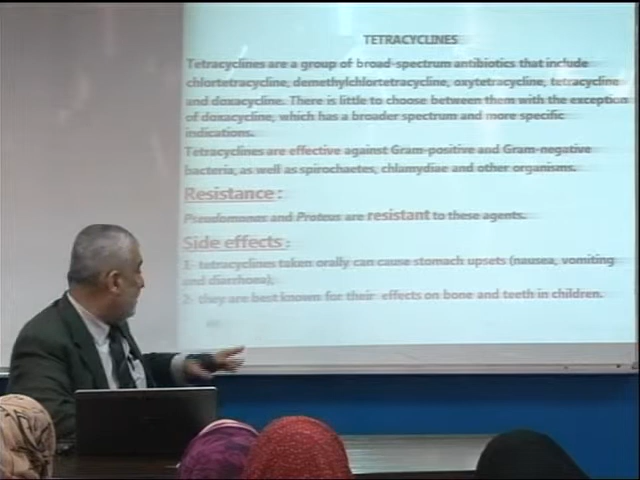 TETRACYCLINES
Tetracyclines are a group of broad-spectrum antibiotics that include
chlortetracycline, demethylchlortetracycline, oxytetracycline, tetracycline
and doxacycline. There is little to choose between them with the exception
of doxacycline, which has a broader spectrum and more specific
indications.
Tetracyclines are effective against Gram-positive and Gram-negative
bacteria, as well as spirochaetes, chlamydiae and other organisms.
Resistance :
Pseudomonas and Proteus are resistant to these agents.
Side effects :
1- tetracyclines taken orally can cause stomach upsets (nausea, vomiting
and diarrhoea);
2- they are best known for their effects on bone and teeth in children.